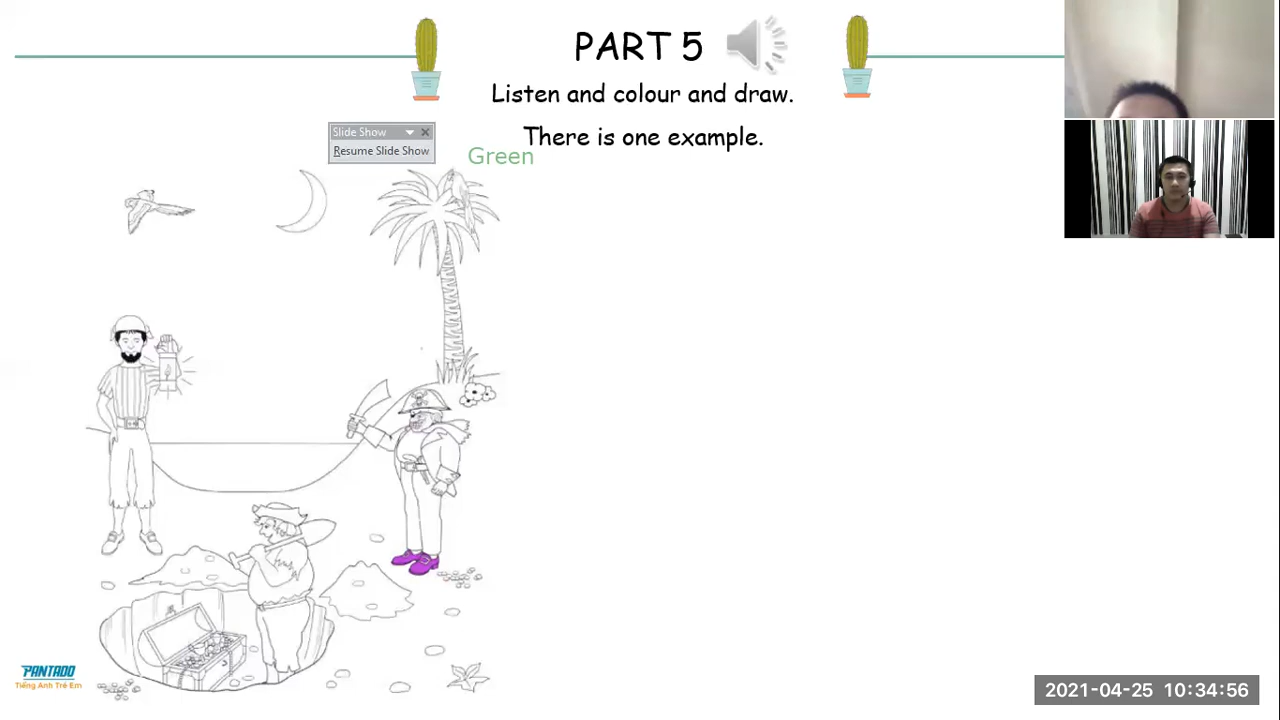 PART 5
Listen and colour and draw.
Slide Show
Resume Slide Show
There is one example.
Green
PANTADO
Tiếng Anh Trẻ Em
2021-04-25 10:34:56